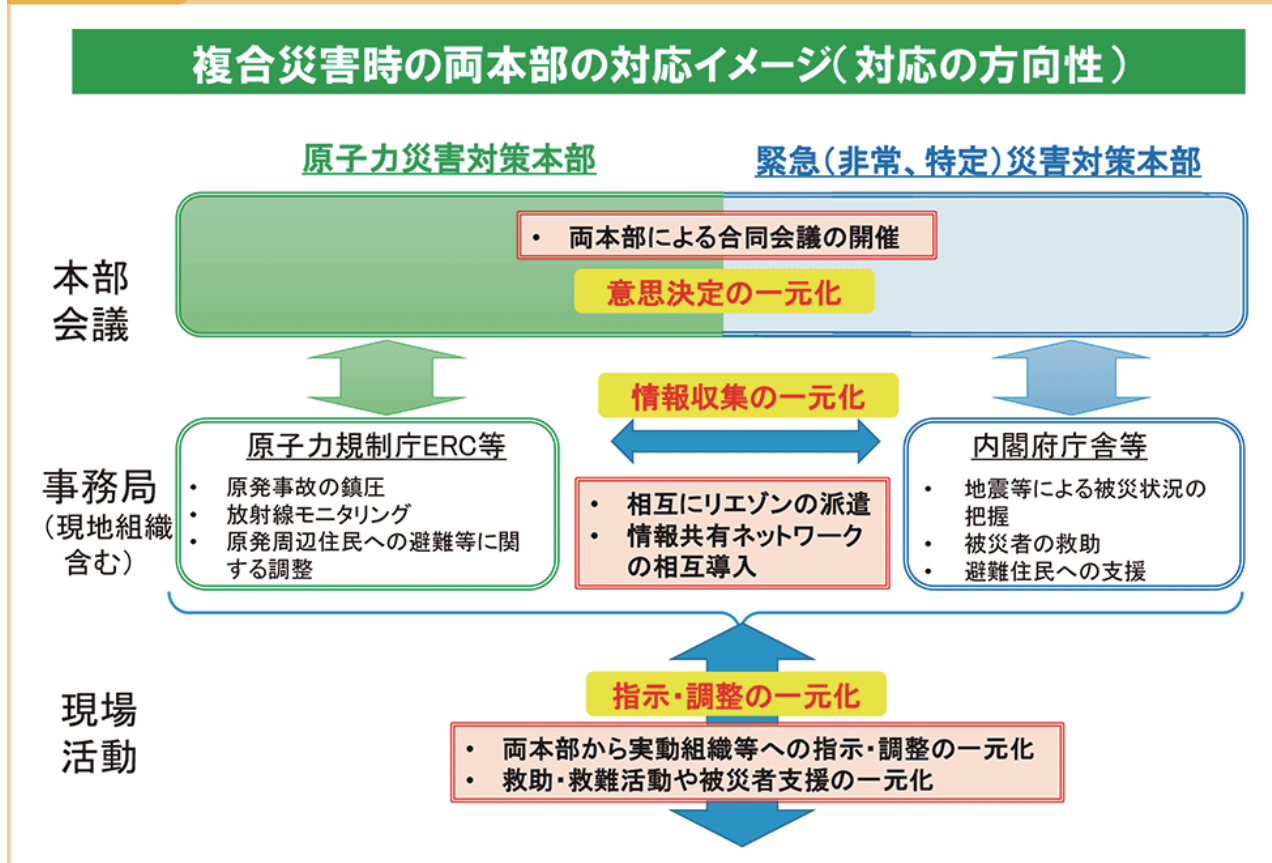 複合災害時の両本部の対応イメージ(対応の方向性)
原子力災害対策本部
緊急(非常、特定)災害対策本部
本部
会議
・ 両本部による合同会議の開催
意思決定の一元化
情報収集の一元化
事務局
(現地組織
含む)
原子力規制庁ERC等
・ 原発事故の鎮圧
・ 放射線モニタリング
・ 原発周辺住民への避難等に関
する調整
・ 相互にリエゾンの派遣
・ 情報共有ネットワーク
の相互導入
内閣府庁舎等
・ 地震等による被災状況の
把握
・ 被災者の救助
・ 避難住民への支援
現場
活動
指示・調整の一元化
・ 両本部から実動組織等への指示・調整の一元化
・ 救助・救難活動や被災者支援の一元化